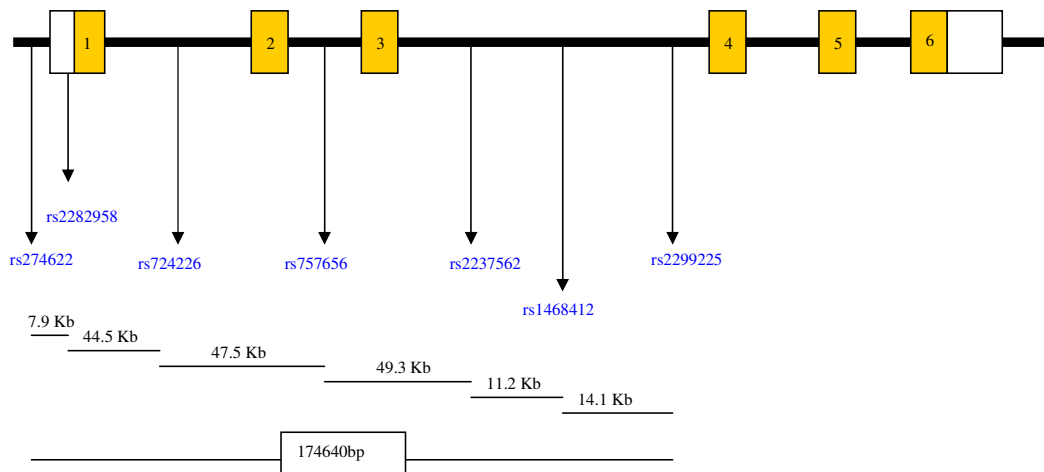 1
2
3
4
5
6
rs2282958
rs274622
rs724226
rs757656
rs2237562
rs2299225
rs1468412
7.9 Kb
44.5 Kb
47.5 Kb
49.3 Kb
11.2 Kb
14.1 Kb
174640bp